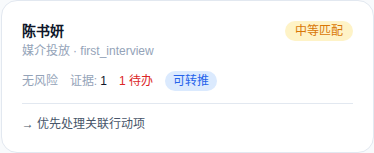 陈书妍 中等匹配
媒介投放 · first_interview
无风险 证据: 1 1 待办 可转推
→ 优先处理关联行动项